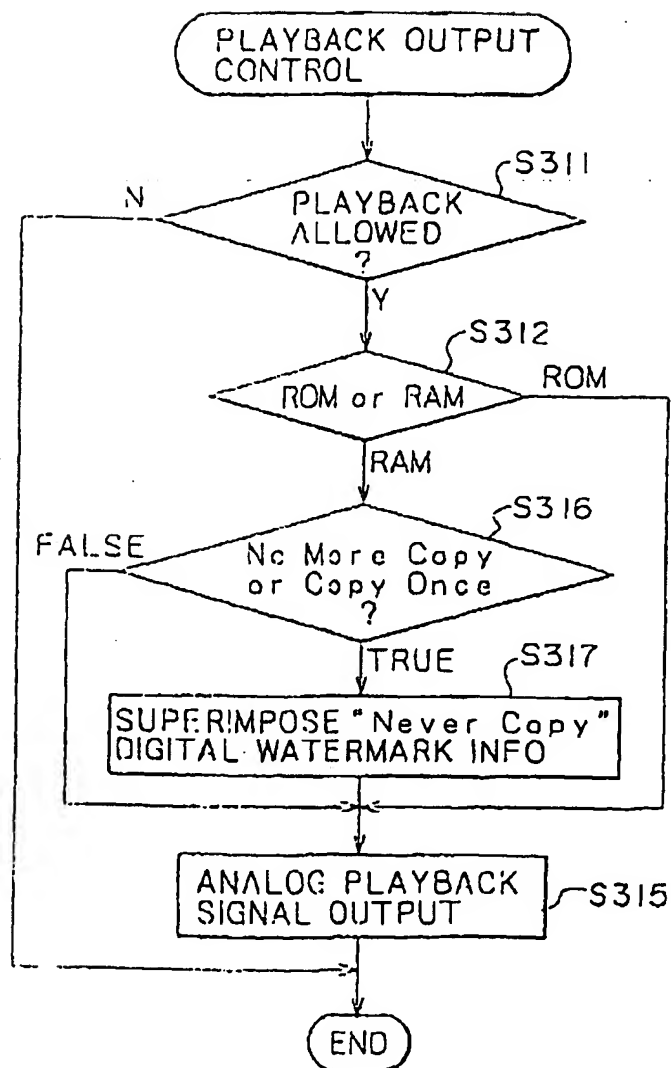 PLAYBACK OUTPUT
CONTROL
S311
N
PLAYBACK
ALLOWED
?
Y
S312
ROM
ROM or RAM
RAM
S316
FALSE
No More Copy
or Copy Once
?
TRUE
S317
SUPERIMPOSE "Never Copy"
DIGITAL WATERMARK INFO
ANALOG PLAYBACK
SIGNAL OUTPUT
S315
END